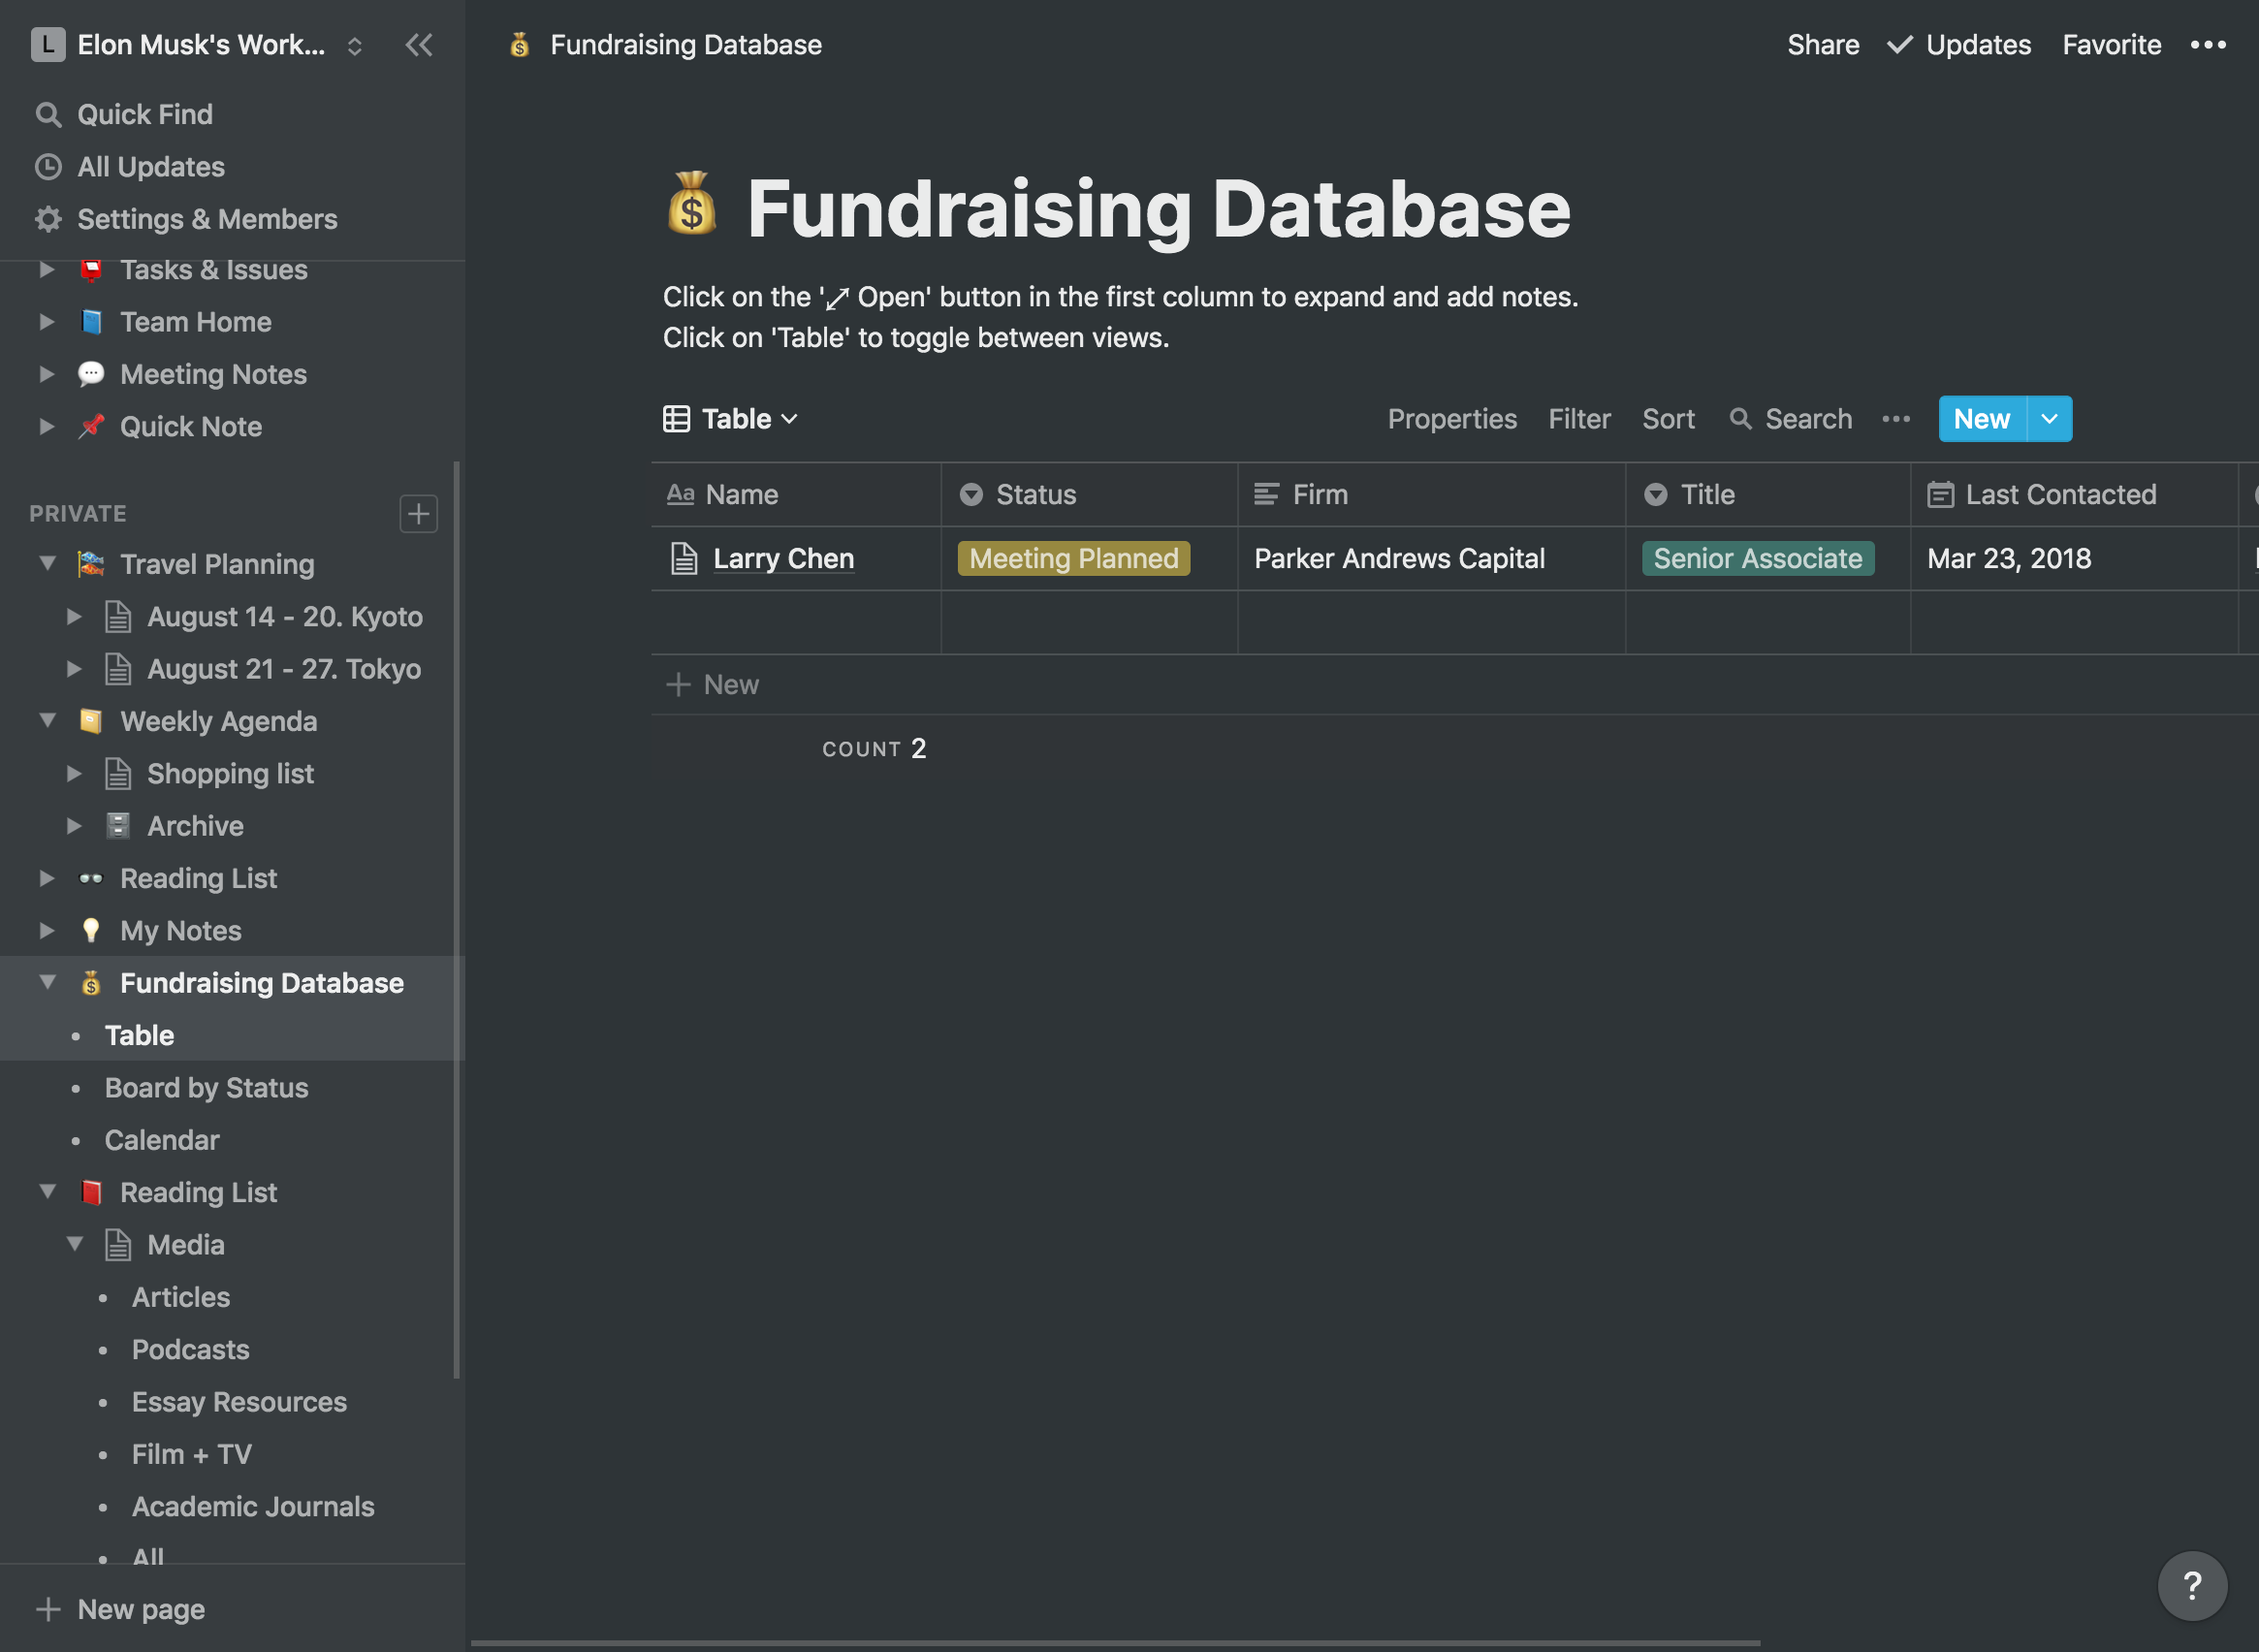 L Elon Musk's Work...
Quick Find
All Updates
Settings & Members
Tasks & Issues
Team Home
Meeting Notes
Quick Note
PRIVATE
Travel Planning
August 14 - 20. Kyoto
August 21 - 27. Tokyo
Weekly Agenda
Shopping list
Archive
Reading List
My Notes
Fundraising Database
Table
Board by Status
Calendar
Reading List
Media
Articles
Podcasts
Essay Resources
Film + TV
Academic Journals
All
New page
Fundraising Database
Share Updates Favorite
Fundraising Database
Click on the '⤢ Open' button in the first column to expand and add notes.
Click on 'Table' to toggle between views.
Table Properties Filter Sort Search New
Aa Name Status Firm Title Last Contacted
Larry Chen Meeting Planned Parker Andrews Capital Senior Associate Mar 23, 2018
New
COUNT 2
?